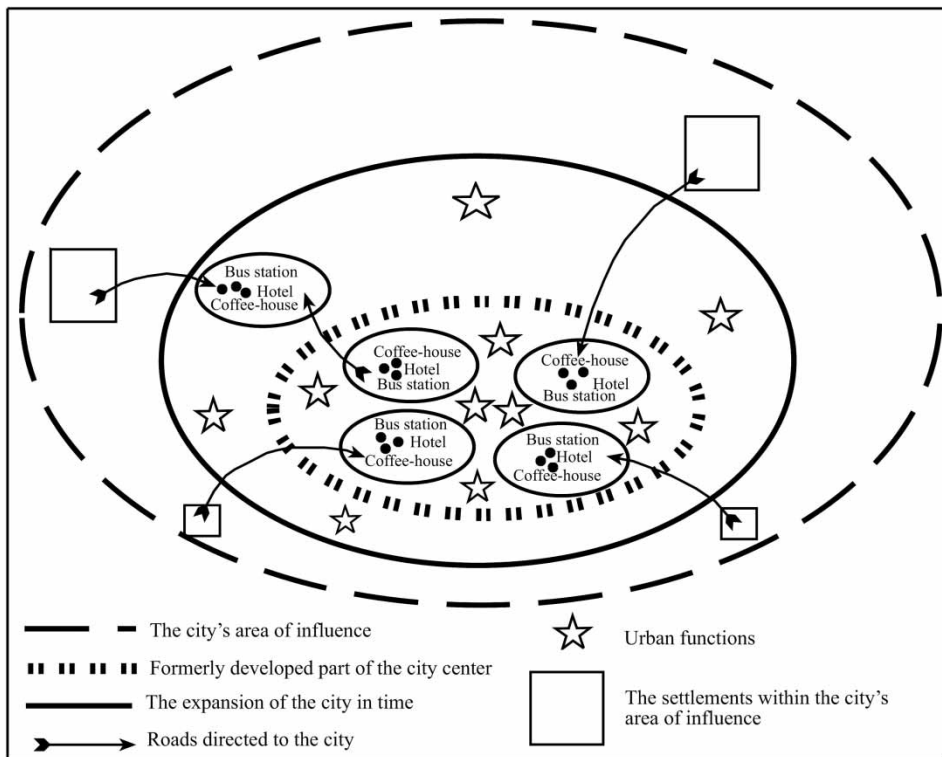 Bus station
Hotel
Coffee-house
Coffee-house
Hotel
Bus station
Coffee-house
Hotel
Bus station
Bus station
Hotel
Coffee-house
Bus station
Hotel
Coffee-house
The city's area of influence
Formerly developed part of the city center
The expansion of the city in time
Roads directed to the city
Urban functions
The settlements within the city's
area of influence